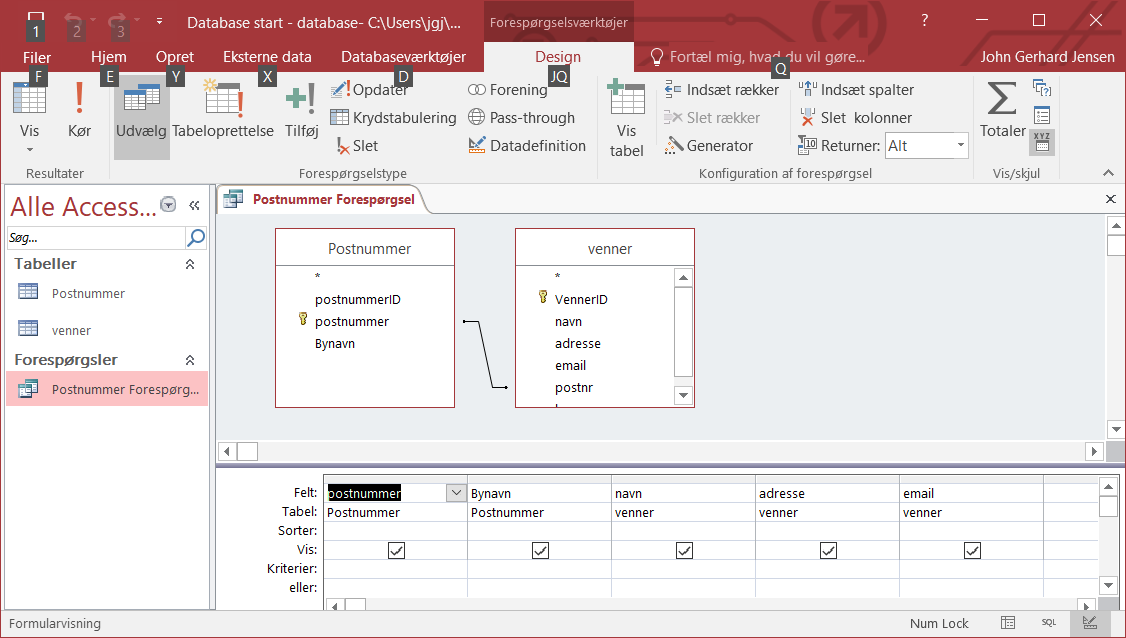 Database start - database- C:\Users\jgj\...
Forespørgselsværktøjer
?
1
2
3
Filer
Hjem
Opret
Eksterne data
Databaseværktøjer
Design
Fortæl mig, hvad du vil gøre...
John Gerhard Jensen
F
E
Y
X
D
JQ
Q
Vis
Kør
Udvælg
Tabeloprettelse
Tilføj
Opdater
Krydstabulering
Slet
Forening
Pass-through
Datadefinition
Vis tabel
Indsæt rækker
Slet rækker
Generator
Indsæt spalter
Slet kolonner
Returner: Alt
Totaler
XYZ
Resultater
Forespørgselstype
Konfiguration af forespørgsel
Vis/skjul
Alle Access...
Søg...
Tabeller
Postnummer
venner
Forespørgsler
Postnummer Forespørg...
Postnummer Forespørgsel
Postnummer
*
postnummerID
postnummer
Bynavn
venner
*
VennerID
navn
adresse
email
postnr
Felt: postnummer Bynavn navn adresse email
Tabel: Postnummer Postnummer venner venner venner
Sorter:
Vis:
Kriterier:
eller:
Formularvisning
Num Lock
SQL